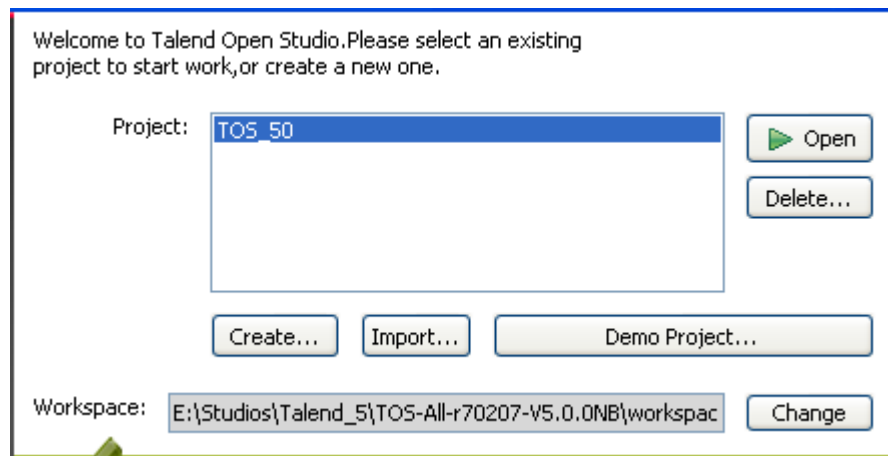 Welcome to Talend Open Studio.Please select an existing
project to start work,or create a new one.
Project:
TOS_50
Open
Delete...
Create...
Import...
Demo Project...
Workspace:
E:\Studios\Talend_5\TOS-All-r70207-V5.0.0NB\workspac
Change